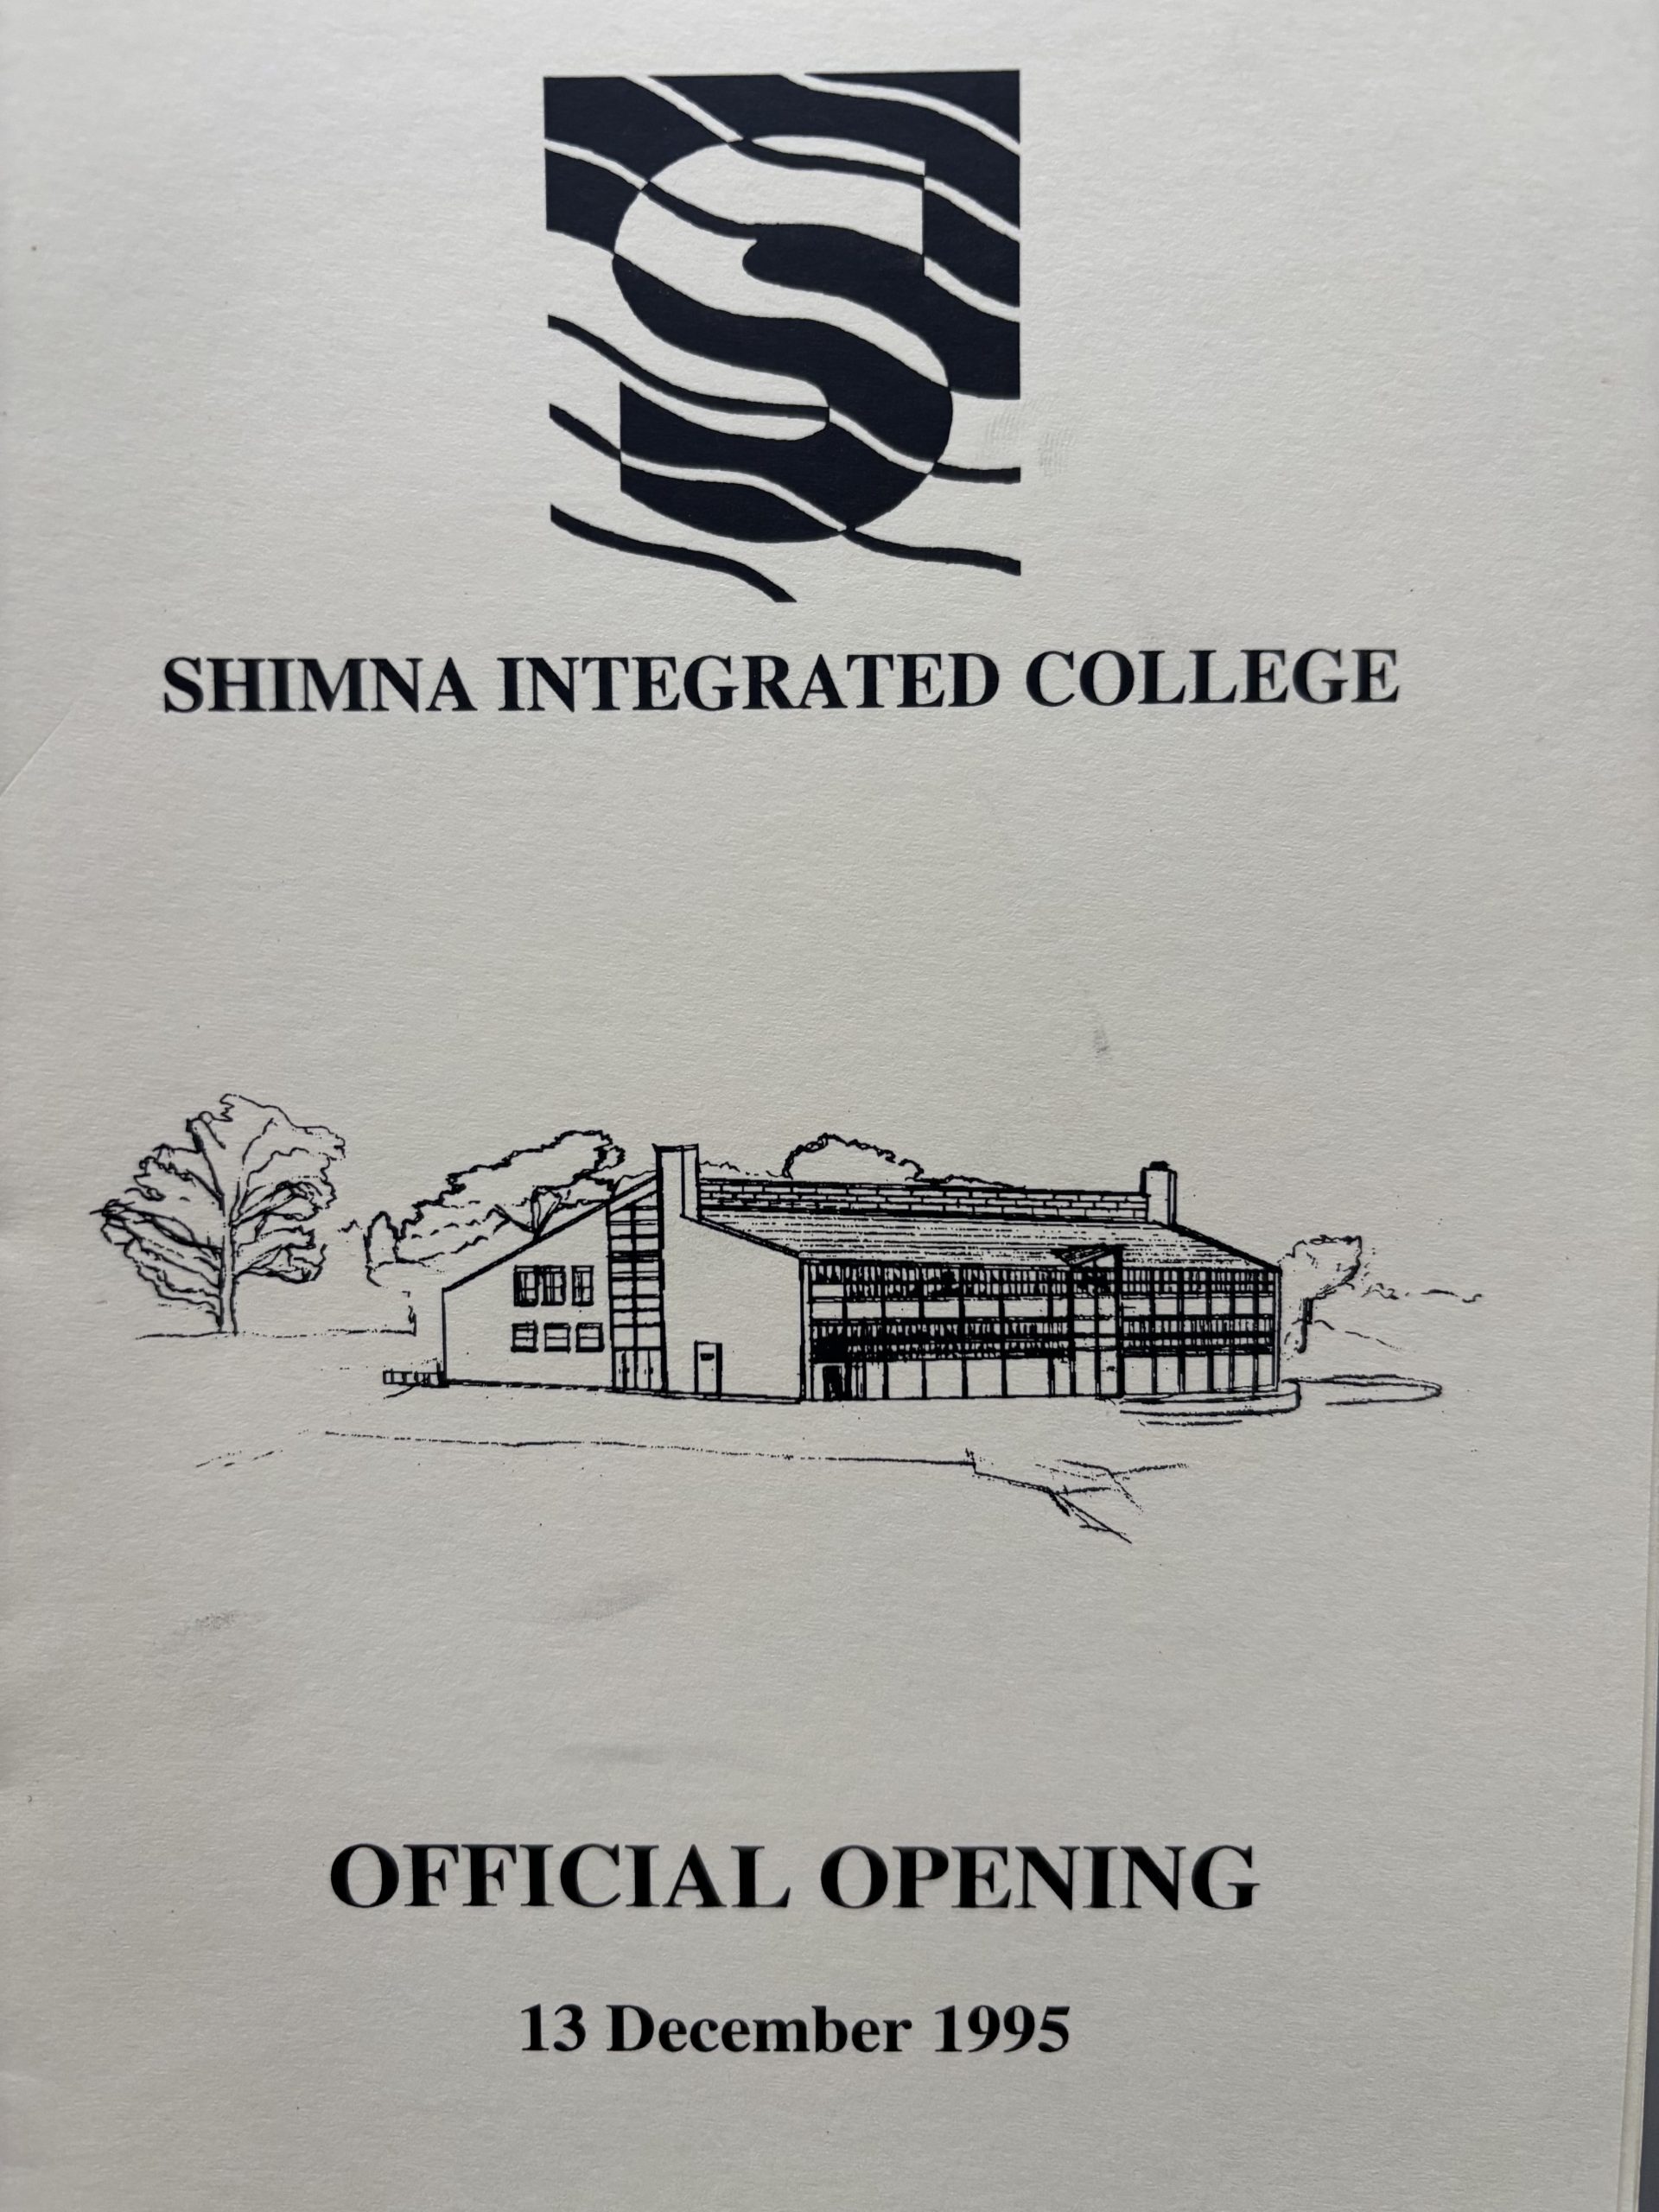 SHIMNA INTEGRATED COLLEGE
OFFICIAL OPENING
13 December 1995